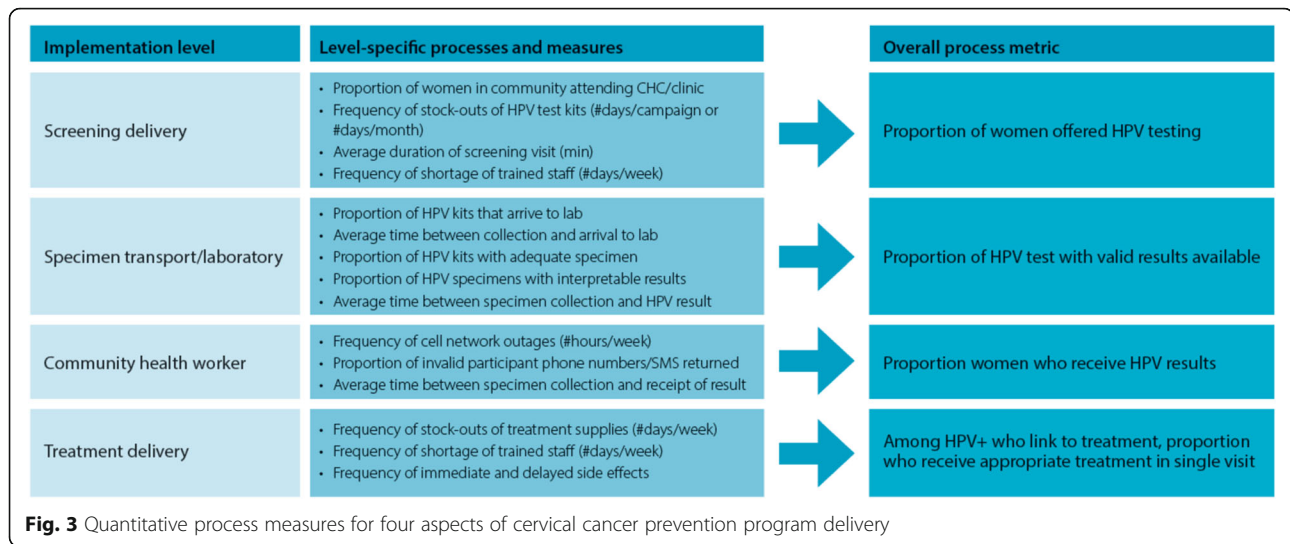 Implementation level
Level-specific processes and measures
Overall process metric
Screening delivery
• Proportion of women in community attending CHC/clinic
• Frequency of stock-outs of HPV test kits (#days/campaign or
#days/month)
• Average duration of screening visit (min)
• Frequency of shortage of trained staff (#days/week)
Proportion of women offered HPV testing
Specimen transport/laboratory
• Proportion of HPV kits that arrive to lab
• Average time between collection and arrival to lab
• Proportion of HPV kits with adequate specimen
• Proportion of HPV specimens with interpretable results
• Average time between specimen collection and HPV result
Proportion of HPV test with valid results available
Community health worker
• Frequency of cell network outages (#hours/week)
• Proportion of invalid participant phone numbers/SMS returned
• Average time between specimen collection and receipt of result
Proportion women who receive HPV results
Treatment delivery
• Frequency of stock-outs of treatment supplies (#days/week)
• Frequency of shortage of trained staff (#days/week)
• Frequency of immediate and delayed side effects
Among HPV+ who link to treatment, proportion
who receive appropriate treatment in single visit
Fig. 3 Quantitative process measures for four aspects of cervical cancer prevention program delivery